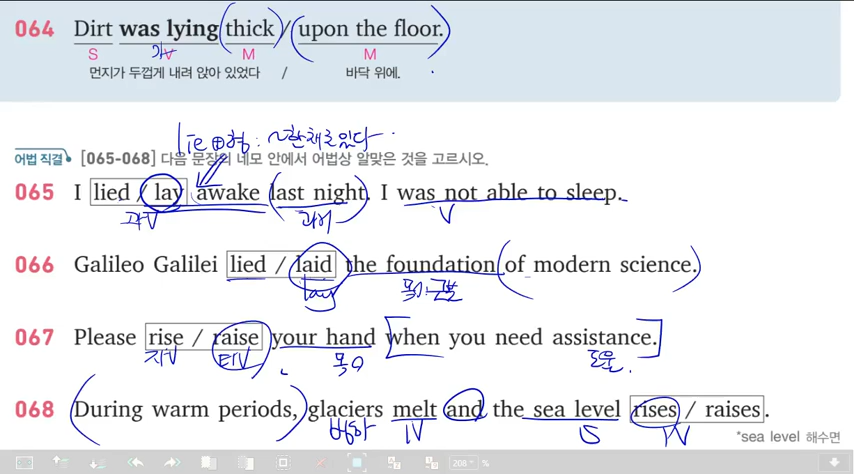 064 Dirt was lying thick / upon the floor.
S 자V M M
먼지가 두껍게 내려 앉아 있었다 / 바닥 위에.
lie ⊕ 형 : ~한 채로 있다.
어법 직결 [065-068] 다음 문장의 네모 안에서 어법상 알맞은 것을 고르시오.
065 I lied / lay awake last night. I was not able to sleep.
과V 과거 V
066 Galileo Galilei lied / laid the foundation of modern science.
lay 목적
067 Please rise / raise your hand when you need assistance.
자V 타V 목O 도움.
068 During warm periods, glaciers melt and the sea level rises / raises.
빙하 1V S
*sea level 해수면
208 %